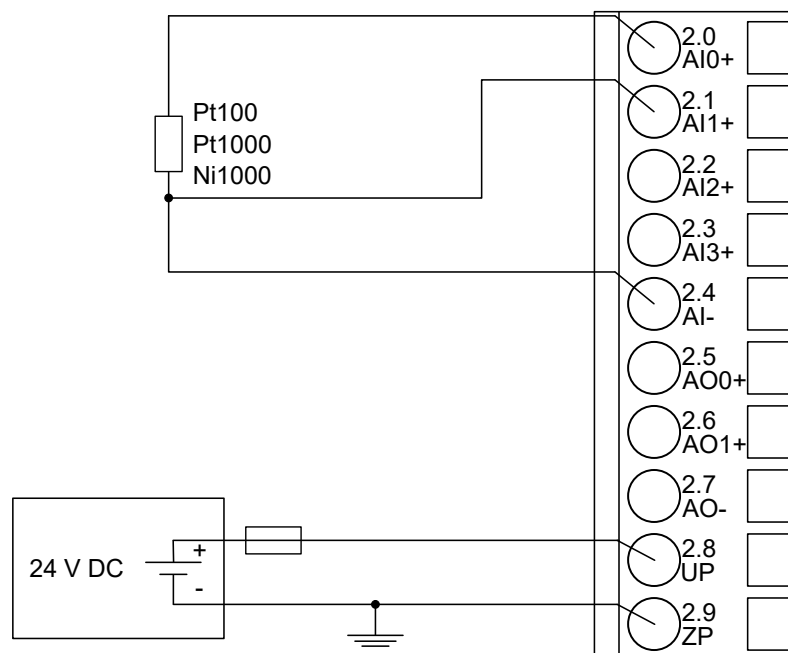 Pt100
Pt1000
Ni1000
2.0
AI0+
2.1
AI1+
2.2
AI2+
2.3
AI3+
2.4
AI-
2.5
AO0+
2.6
AO1+
2.7
AO-
2.8
UP
2.9
ZP
24 V DC
+
-